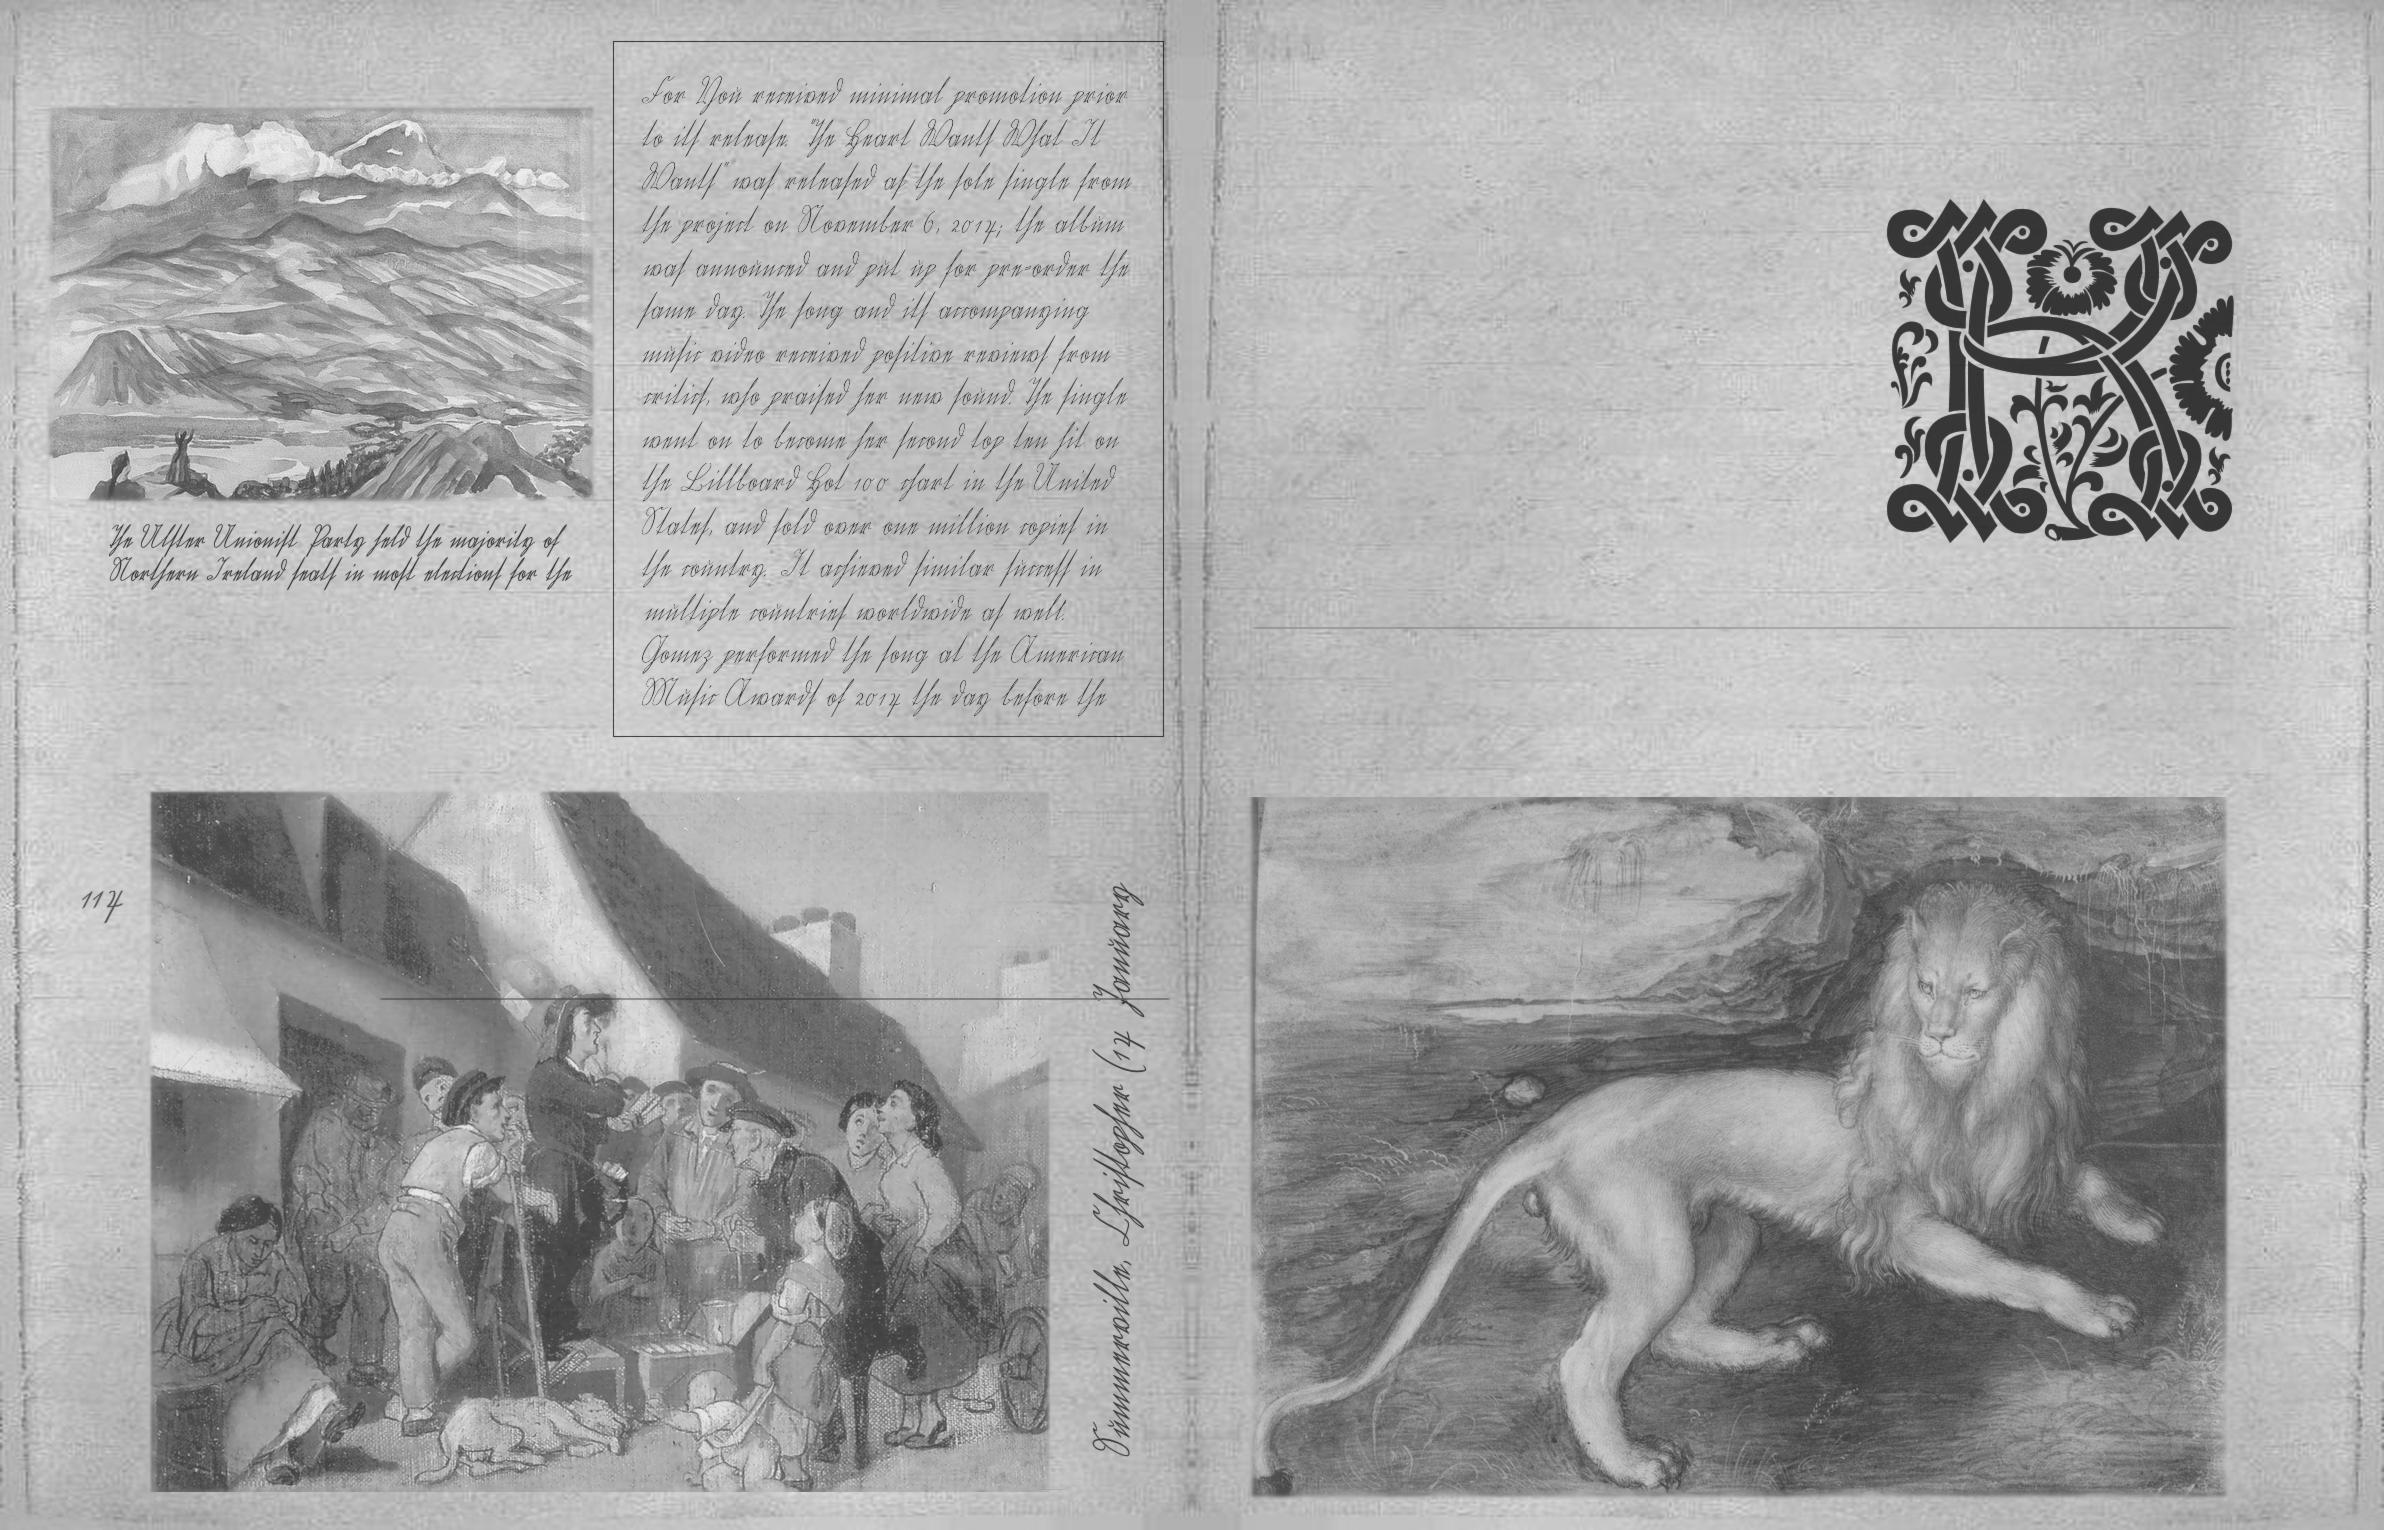 The Ulster Unionist Party held the majority of
Northern Ireland seats in most elections for the
For You received minimal promotion prior
to its release. "The Heart Wants What It
Wants" was released as the sole single from
the project on November 6, 2014; the album
was announced and put up for pre-order the
same day. The song and its accompanying
music video received positive reviews from
critics, who praised her new sound. The single
went on to become her second top ten hit on
the Billboard Hot 100 chart in the United
States, and sold over one million copies in
the country. It achieved similar success in
multiple countries worldwide as well.
Gomez performed the song at the American
Music Awards of 2014 the day before the
114
Summerville, Christopher (14 January
R